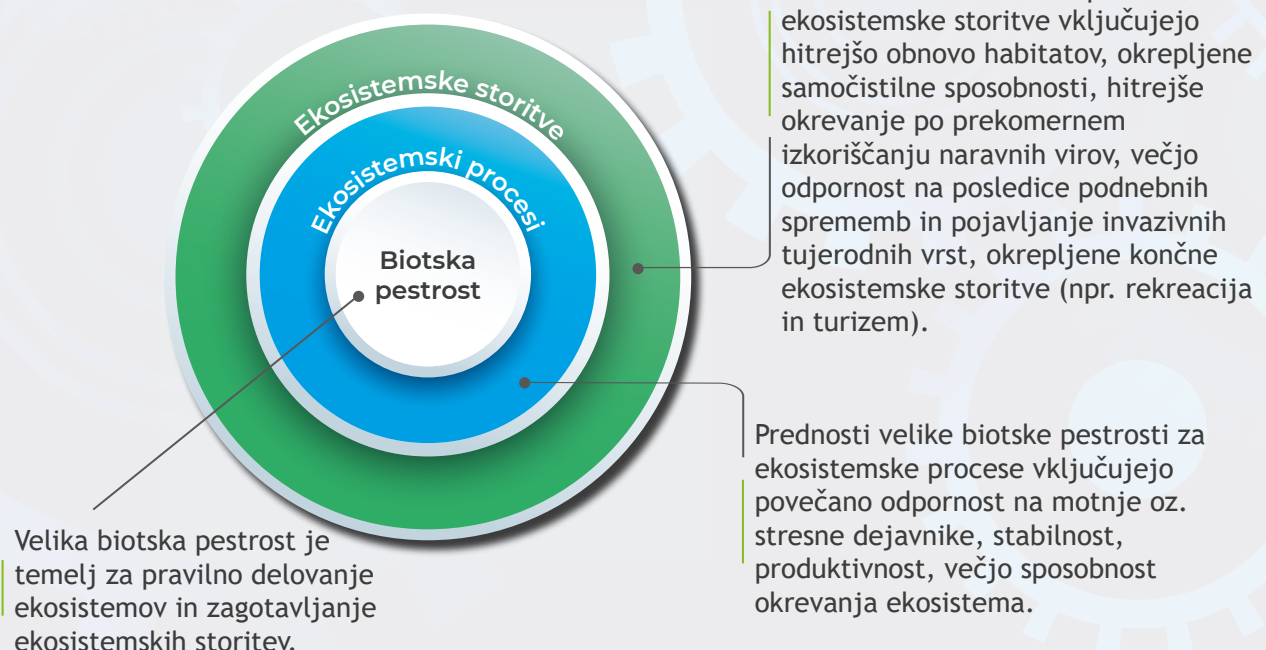 ekosistemske storitve vključujejo
hitrejšo obnovo habitatov, okrepljene
samočistilne sposobnosti, hitrejše
okrevanje po prekomernem
izkoriščanju naravnih virov, večjo
odpornost na posledice podnebnih
sprememb in pojavljanje invazivnih
tujerodnih vrst, okrepljene končne
ekosistemske storitve (npr. rekreacija
in turizem).
Ekosistemske storitve
Ekosistemski procesi
Biotska
pestrost
Prednosti velike biotske pestrosti za
ekosistemske procese vključujejo
povečano odpornost na motnje oz.
stresne dejavnike, stabilnost,
produktivnost, večjo sposobnost
okrevanja ekosistema.
Velika biotska pestrost je
temelj za pravilno delovanje
ekosistemov in zagotavljanje
ekosistemskih storitev.